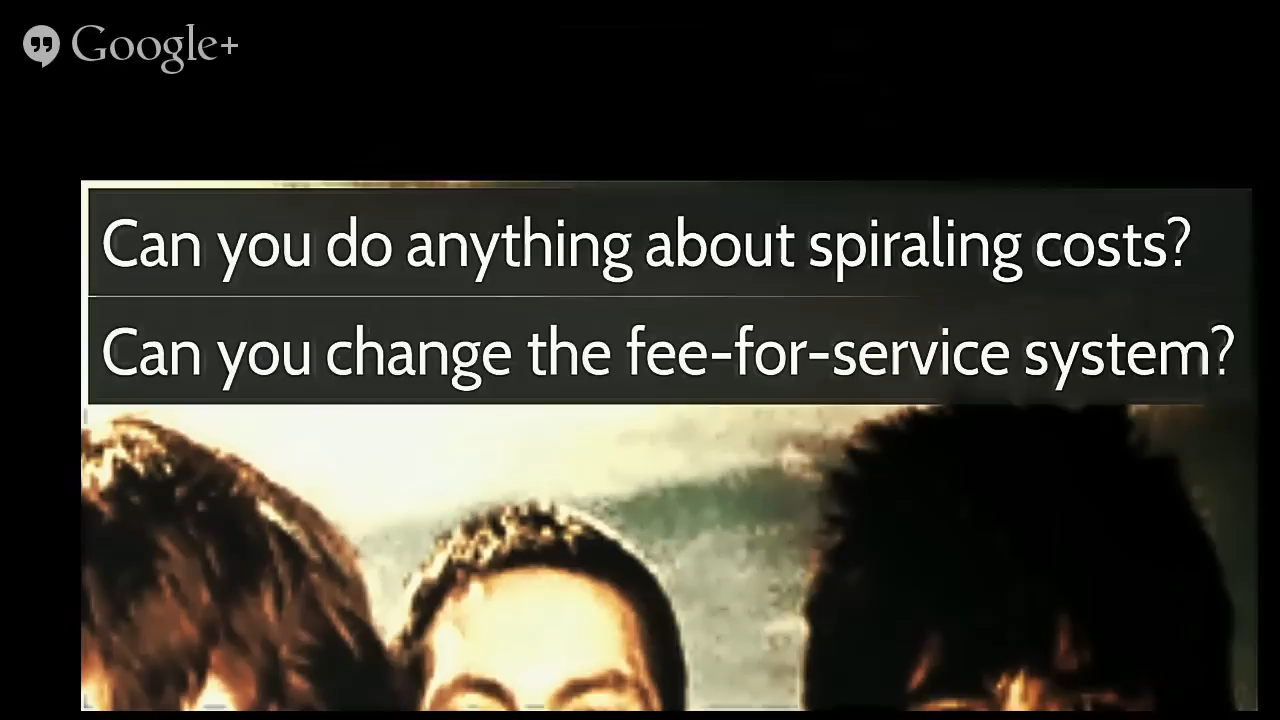 Google+
Can you do anything about spiraling costs?
Can you change the fee-for-service system?